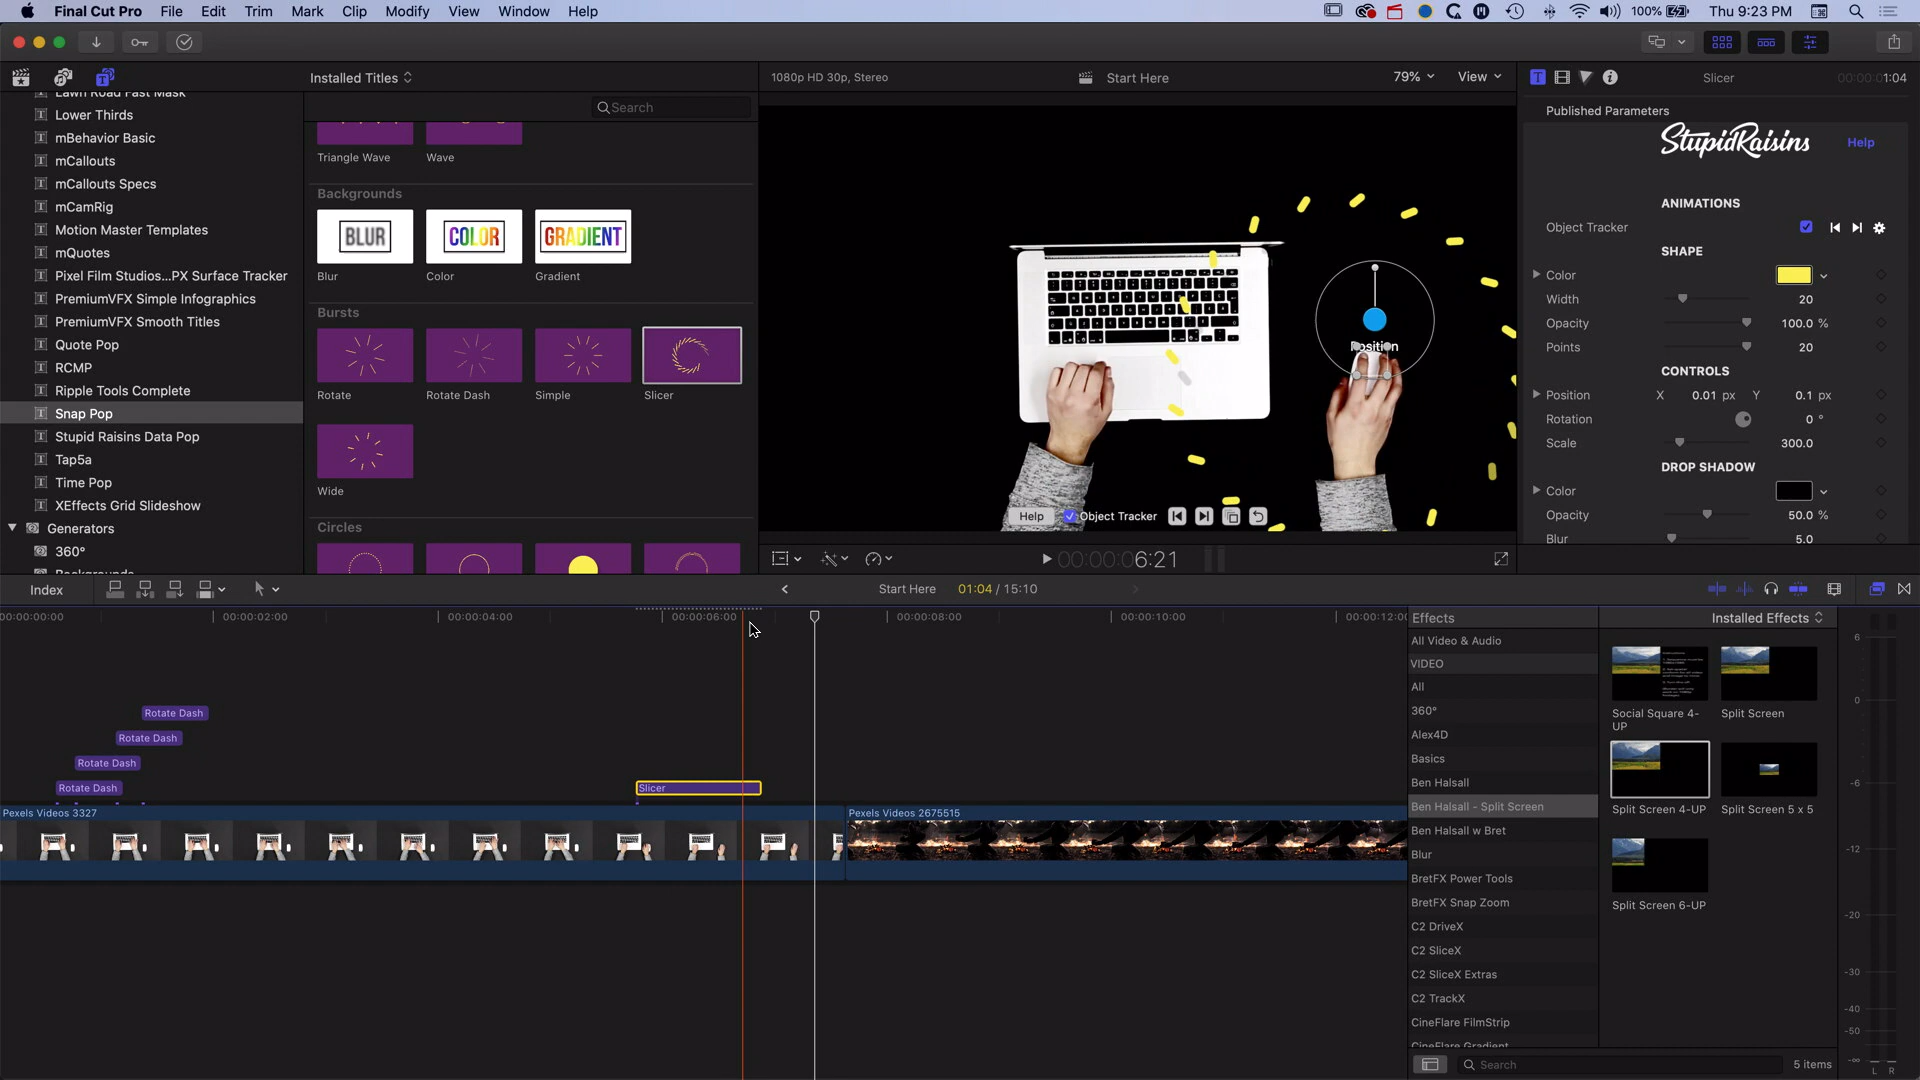 Final Cut Pro File Edit Trim Mark Clip Modify View Window Help 100% Thu 9:23 PM
Installed Titles
1080p HD 30p, Stereo Start Here 79% View
Slicer 00:00:01:04
Lawn Road Fast Mask
Lower Thirds
mBehavior Basic
mCallouts
mCallouts Specs
mCamRig
Motion Master Templates
mQuotes
Pixel Film Studios...PX Surface Tracker
PremiumVFX Simple Infographics
PremiumVFX Smooth Titles
Quote Pop
RCMP
Ripple Tools Complete
Snap Pop
Stupid Raisins Data Pop
Tap5a
Time Pop
XEffects Grid Slideshow
Generators
360°
Backgrounds
Search
Triangle Wave Wave
Backgrounds
BLUR COLOR GRADIENT
Blur Color Gradient
Bursts
Rotate Rotate Dash Simple Slicer
Wide
Circles
Position
Help Object Tracker
00:00:00 6:21
Published Parameters
StupidRaisins Help
ANIMATIONS
Object Tracker
SHAPE
Color
Width 20
Opacity 100.0 %
Points 20
CONTROLS
Position X 0.01 px Y 0.1 px
Rotation 0 °
Scale 300.0
DROP SHADOW
Color
Opacity 50.0 %
Blur 5.0
Index Start Here 01:04 / 15:10
00:00:00:00 00:00:02:00 00:00:04:00 00:00:06:00 00:00:08:00 00:00:10:00 00:00:12:00
Rotate Dash
Rotate Dash
Rotate Dash
Rotate Dash
Slicer
Pexels Videos 3327 Pexels Videos 2675515
Effects Installed Effects
All Video & Audio
VIDEO
All
360°
Alex4D
Basics
Ben Halsall
Ben Halsall - Split Screen
Ben Halsall w Bret
Blur
BretFX Power Tools
BretFX Snap Zoom
C2 DriveX
C2 SliceX
C2 SliceX Extras
C2 TrackX
CineFlare FilmStrip
CineFlare Gradient
Social Square 4-
UP
Split Screen
Split Screen 4-UP Split Screen 5 x 5
Split Screen 6-UP
Search 5 items
6
0
-6
-12
-20
-30
-40
-50
-∞
L R